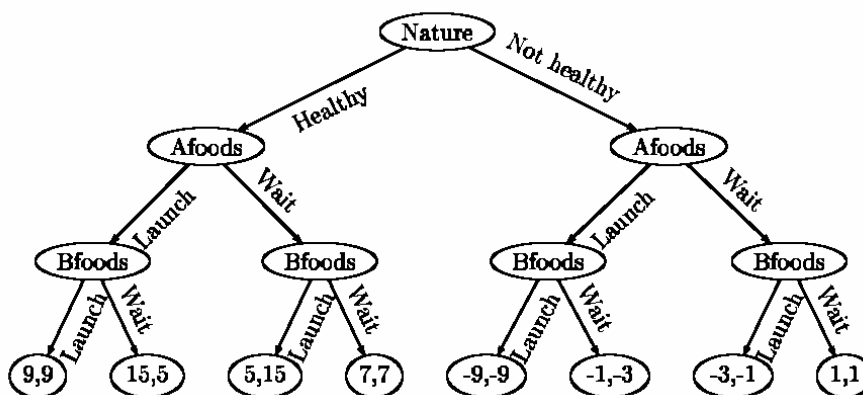 Nature
Healthy
Not healthy
Afoods
Afoods
Launch
Wait
Launch
Wait
Bfoods
Bfoods
Bfoods
Bfoods
Launch
Wait
Launch
Wait
Launch
Wait
Launch
Wait
9,9
15,5
5,15
7,7
-9,-9
-1,-3
-3,-1
1,1